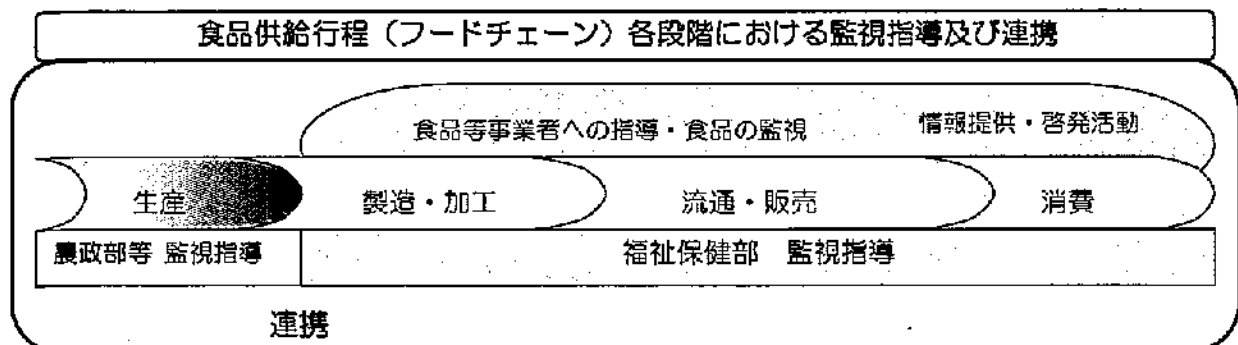 食品供給行程（フードチェーン）各段階における監視指導及び連携
食品等事業者への指導・食品の監視
情報提供・啓発活動
生産
製造・加工
流通・販売
消費
農政部等 監視指導
福祉保健部 監視指導
連携